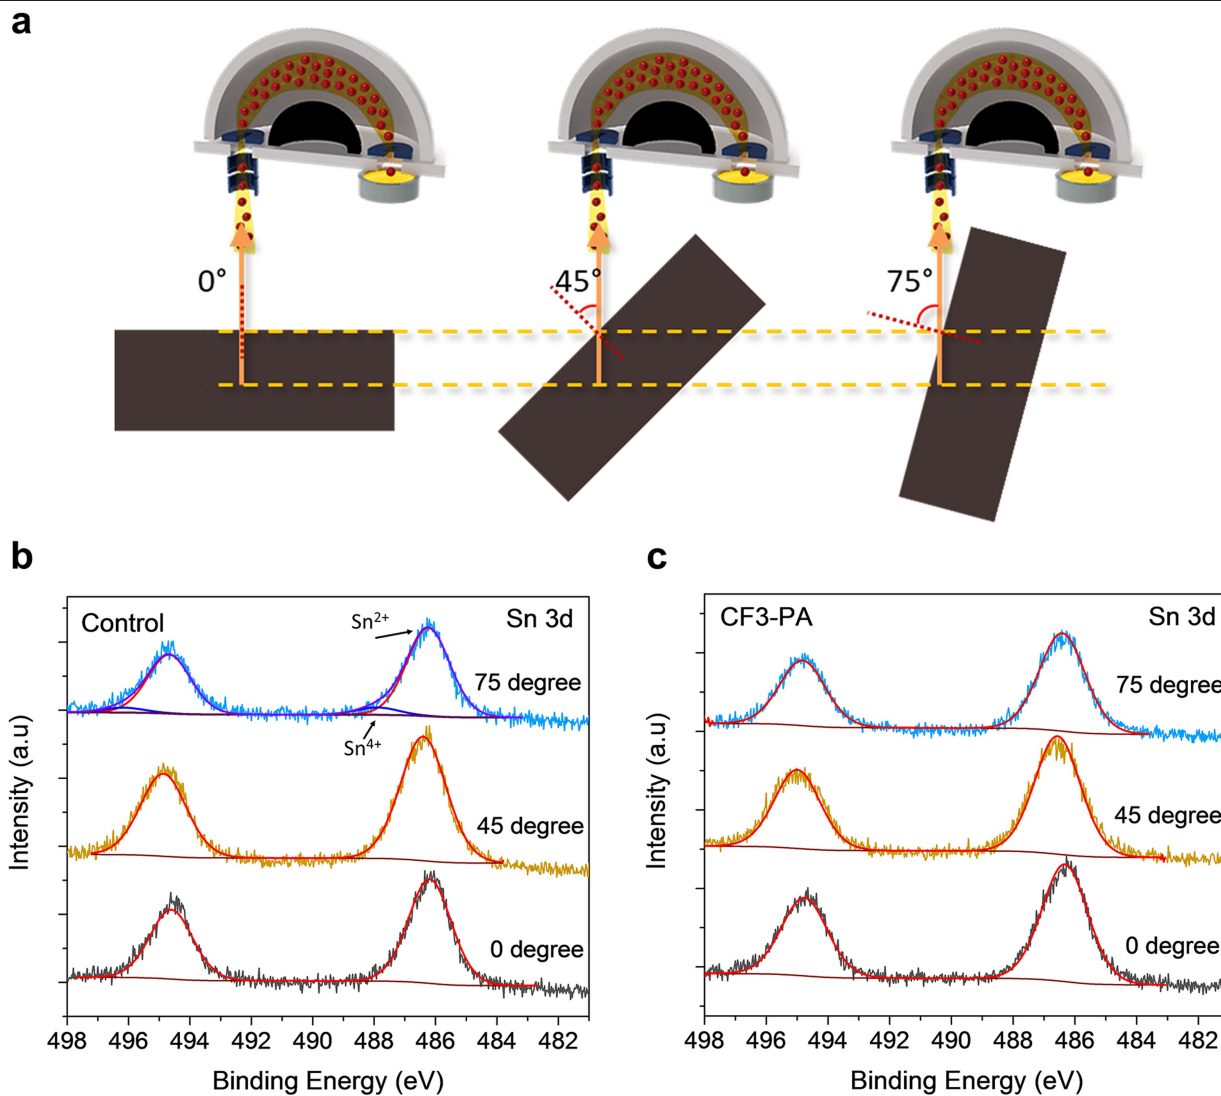 a
0°
45°
75°
b
Control
Sn 3d
Sn²⁺
75 degree
Sn⁴⁺
45 degree
0 degree
Intensity (a.u)
498 496 494 492 490 488 486 484 482
Binding Energy (eV)
c
CF3-PA
Sn 3d
75 degree
45 degree
0 degree
Intensity (a.u)
498 496 494 492 490 488 486 484 482
Binding Energy (eV)